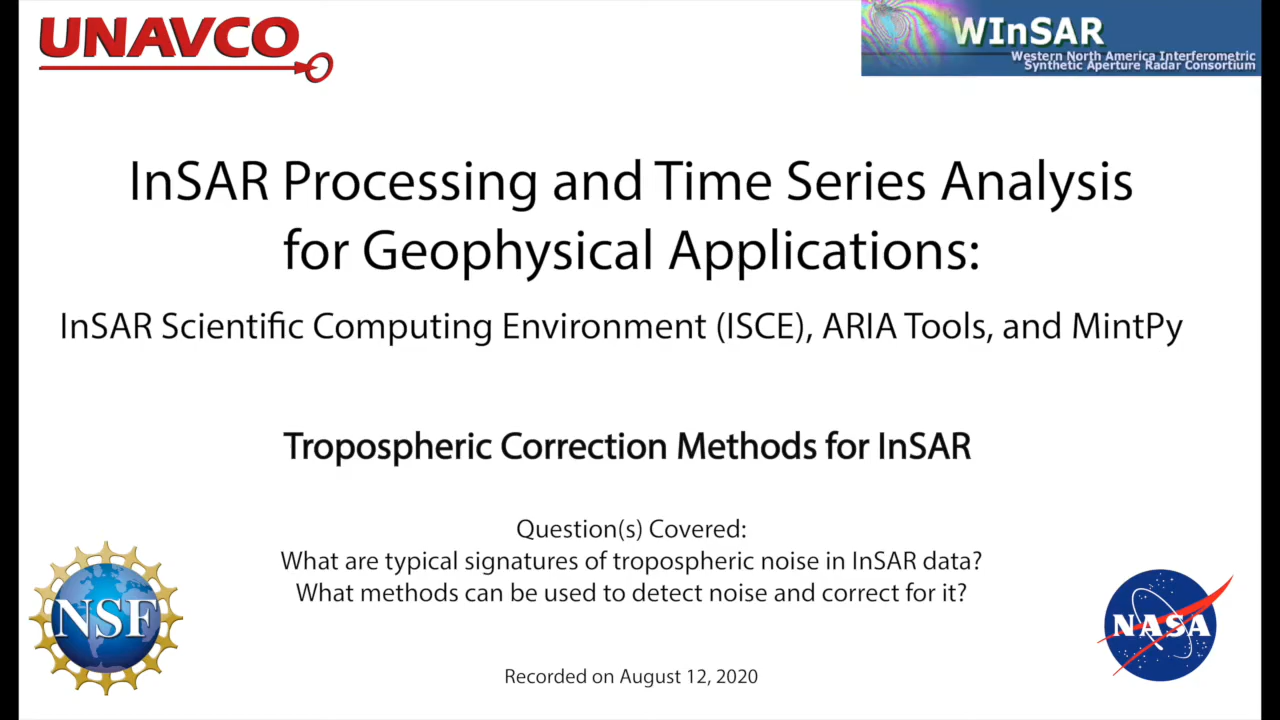 UNAVCO
WInSAR
Western North America Interferometric
Synthetic Aperture Radar Consortium
InSAR Processing and Time Series Analysis
for Geophysical Applications:
InSAR Scientific Computing Environment (ISCE), ARIA Tools, and MintPy
Tropospheric Correction Methods for InSAR
Question(s) Covered:
What are typical signatures of tropospheric noise in InSAR data?
What methods can be used to detect noise and correct for it?
NSF
NASA
Recorded on August 12, 2020